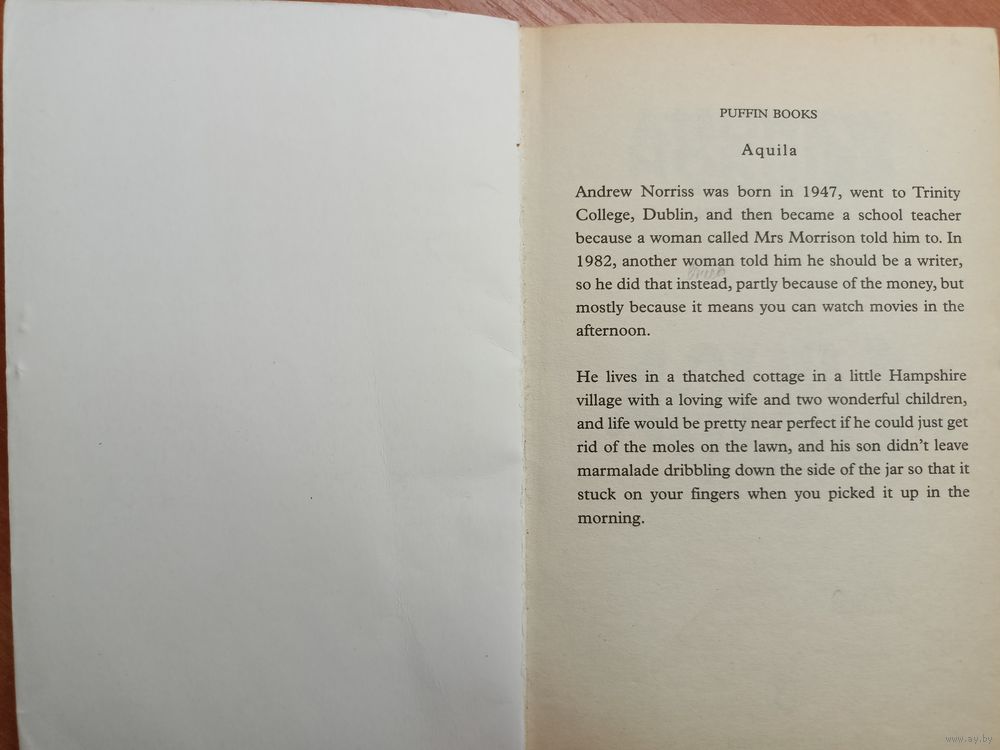 PUFFIN BOOKS
Aquila
Andrew Norriss was born in 1947, went to Trinity
College, Dublin, and then became a school teacher
because a woman called Mrs Morrison told him to. In
1982, another woman told him he should be a writer,
so he did that instead, partly because of the money, but
mostly because it means you can watch movies in the
afternoon.
He lives in a thatched cottage in a little Hampshire
village with a loving wife and two wonderful children,
and life would be pretty near perfect if he could just get
rid of the moles on the lawn, and his son didn't leave
marmalade dribbling down the side of the jar so that it
stuck on your fingers when you picked it up in the
morning.
www.ay.by